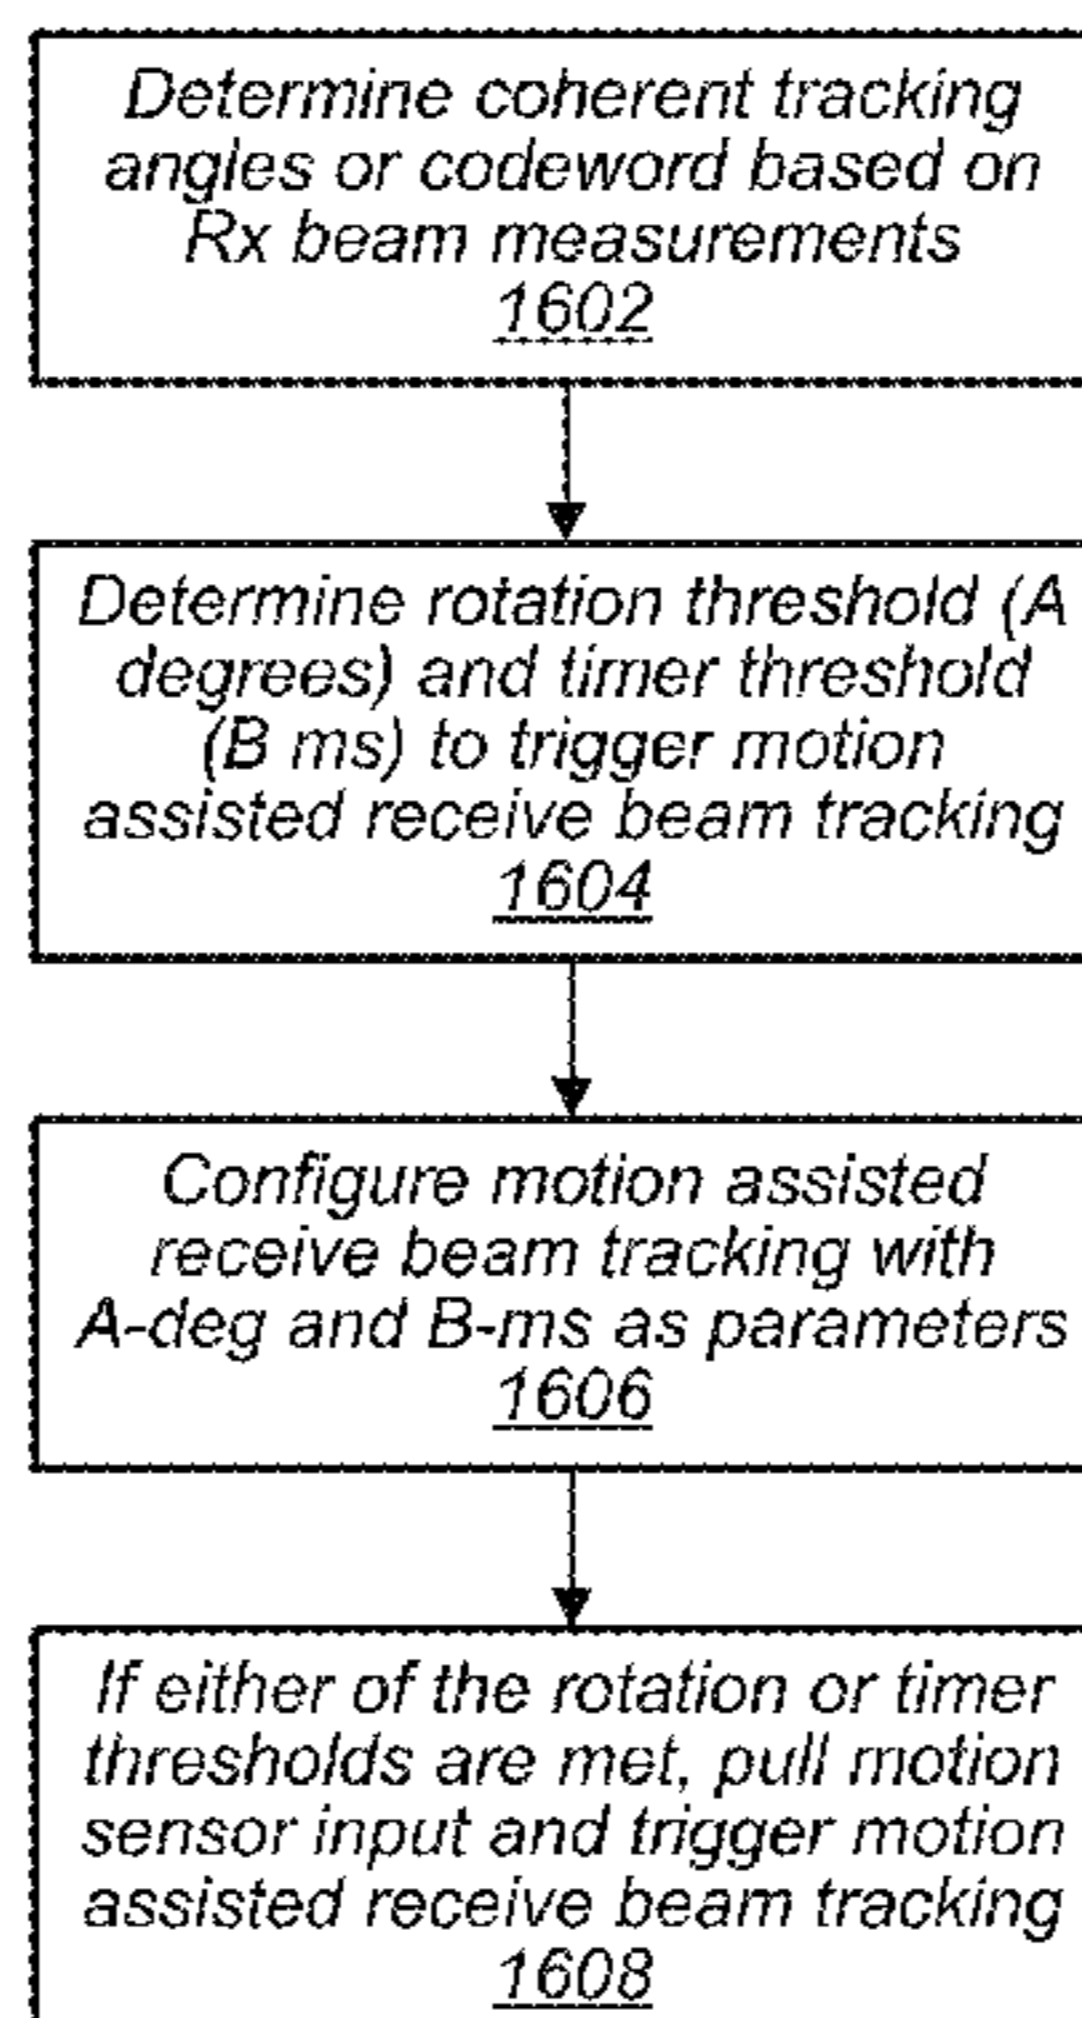 Determine coherent tracking
angles or codeword based on
Rx beam measurements
1602
Determine rotation threshold (A
degrees) and timer threshold
(B ms) to trigger motion
assisted receive beam tracking
1604
Configure motion assisted
receive beam tracking with
A-deg and B-ms as parameters
1606
If either of the rotation or timer
thresholds are met, pull motion
sensor input and trigger motion
assisted receive beam tracking
1608